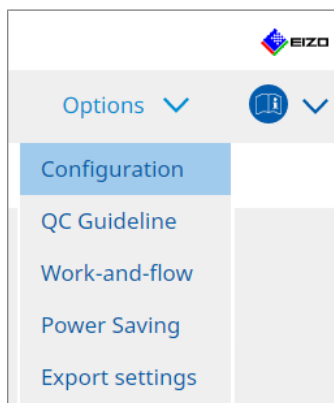 EIZO
Options
Configuration
QC Guideline
Work-and-flow
Power Saving
Export settings